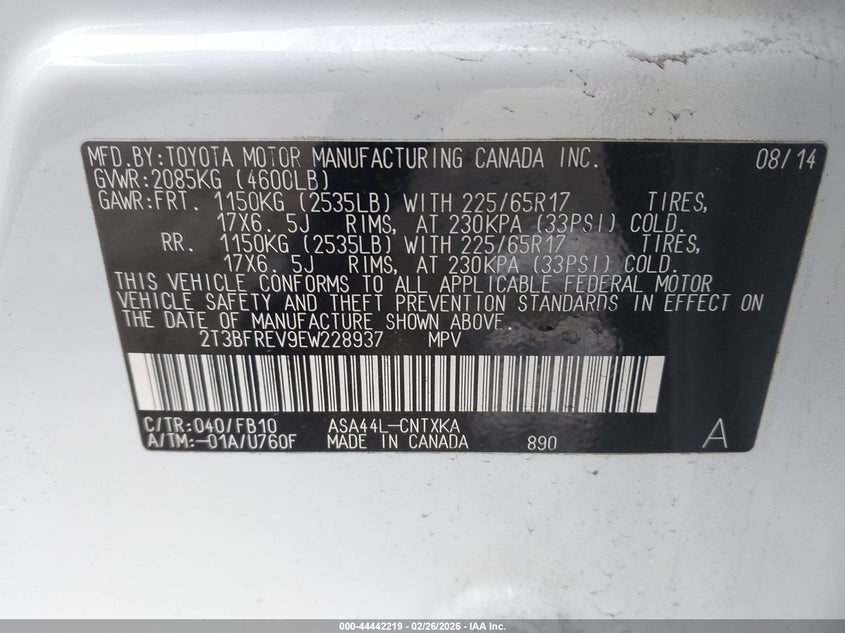 MFD.BY:TOYOTA MOTOR MANUFACTURING CANADA INC. 08/14
GVWR:2085KG (4600LB)
GAWR:FRT. 1150KG (2535LB) WITH 225/65R17 TIRES,
17X6. 5J RIMS, AT 230KPA (33PSI) COLD.
RR. 1150KG (2535LB) WITH 225/65R17 TIRES,
17X6. 5J RIMS, AT 230KPA (33PSI) COLD.
THIS VEHICLE CONFORMS TO ALL APPLICABLE FEDERAL MOTOR
VEHICLE SAFETY AND THEFT PREVENTION STANDARDS IN EFFECT ON
THE DATE OF MANUFACTURE SHOWN ABOVE.
2T3BFREV9EW228937 MPV
C/TR:040/FB10 ASA44L-CNTXKA
A/TM:-01A/U760F MADE IN CANADA 890 A
000-44442219 - 02/26/2026 - IAA Inc.